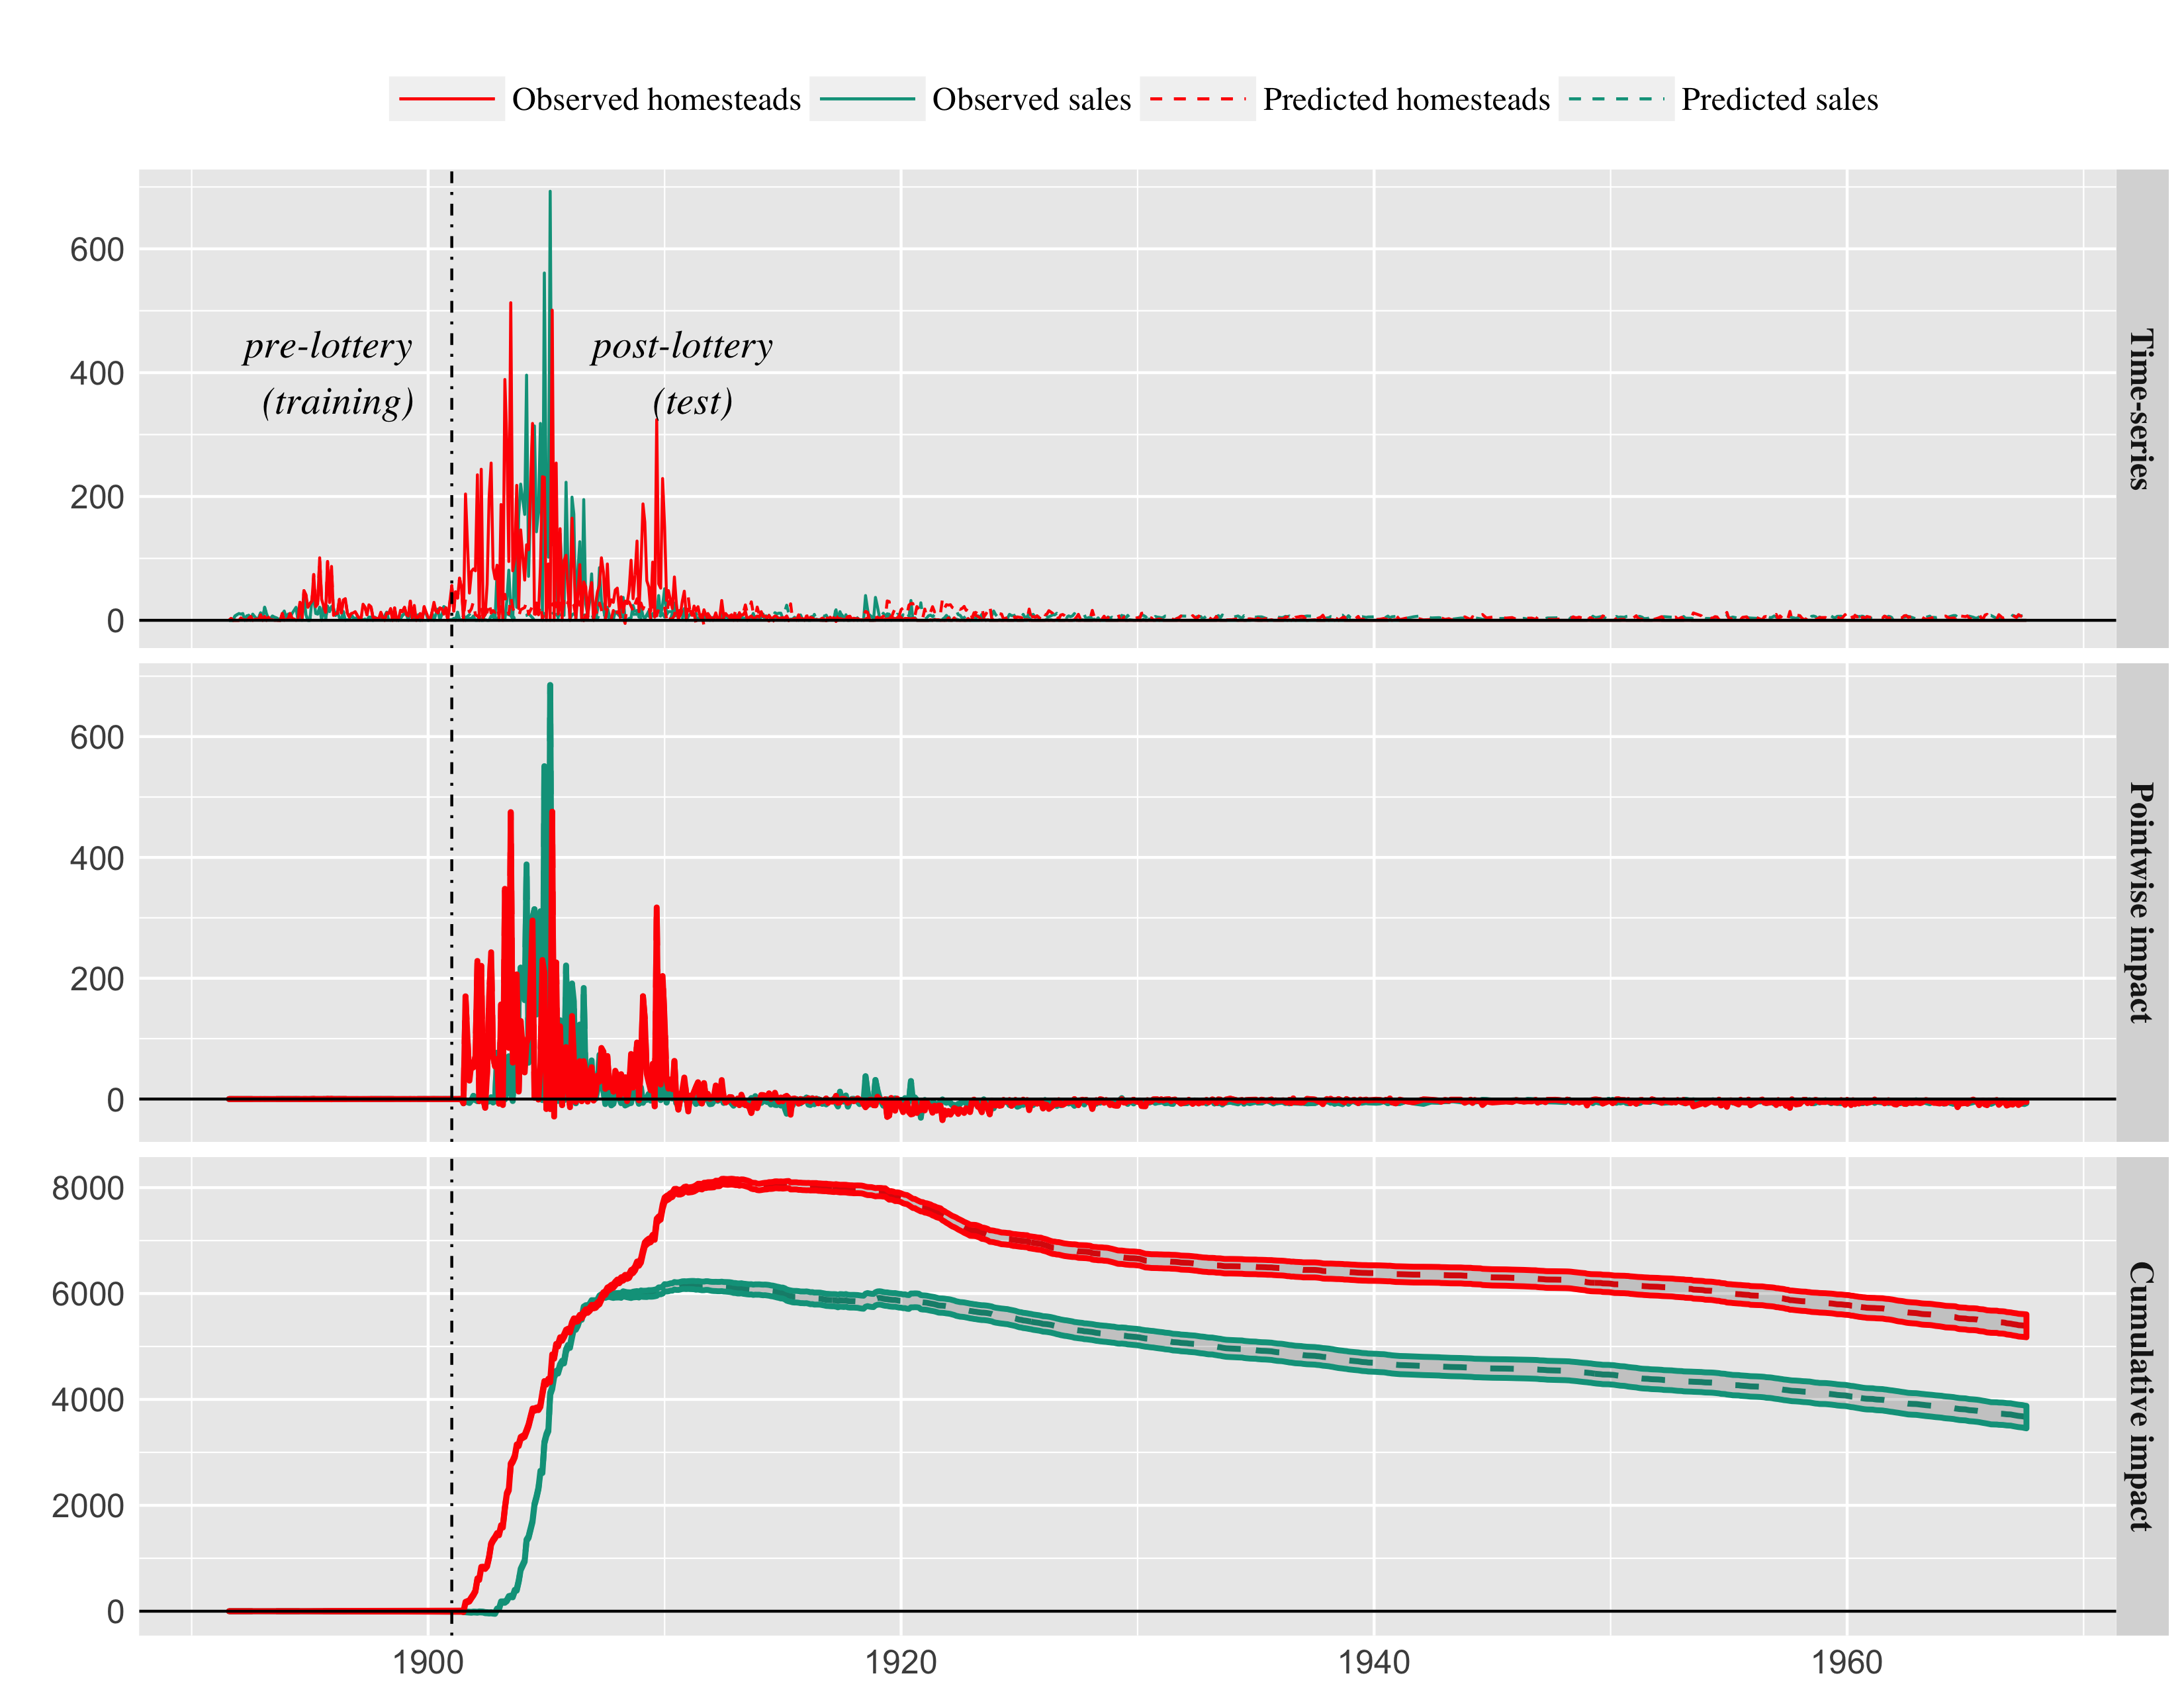 Observed homesteads Observed sales Predicted homesteads Predicted sales
600
400
200
0
pre-lottery
(training)
post-lottery
(test)
Time-series
600
400
200
0
Pointwise impact
8000
6000
4000
2000
0
Cumulative impact
1900 1920 1940 1960